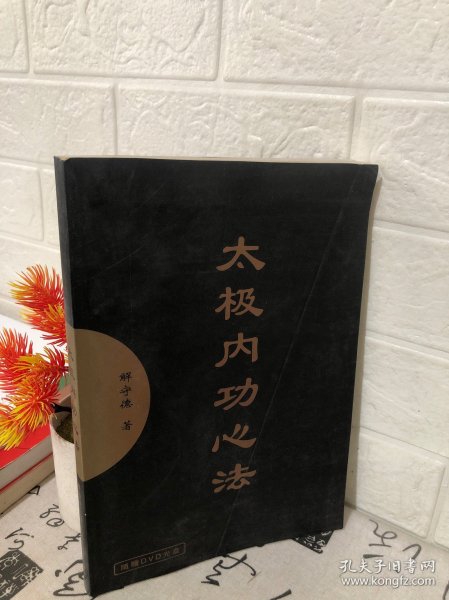 太极内功心法
解守德 著
随赠DVD光盘
孔夫子旧书网
www.kongfz.com